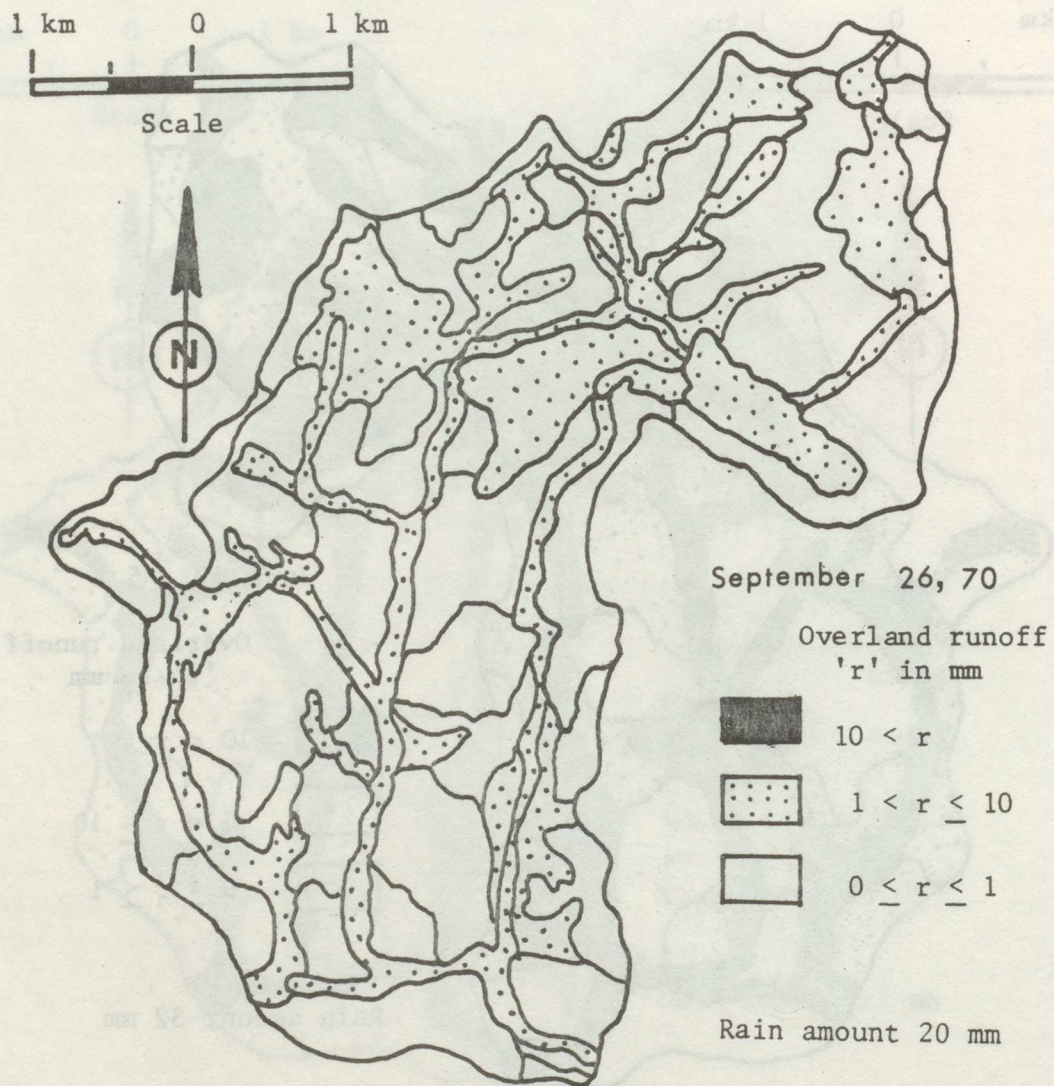 1 km 0 1 km
Scale
N
September 26, 70
Overland runoff
'r' in mm
10 < r
1 < r ≤ 10
0 ≤ r ≤ 1
Rain amount 20 mm